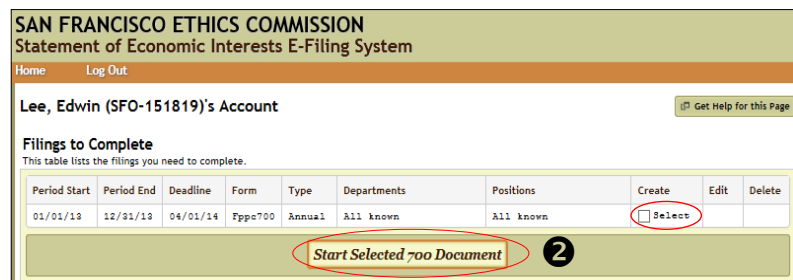 SAN FRANCISCO ETHICS COMMISSION
Statement of Economic Interests E-Filing System
Home Log Out
Lee, Edwin (SFO-151819)'s Account
Get Help for this Page
Filings to Complete
This table lists the filings you need to complete.
Period Start Period End Deadline Form Type Departments Positions Create Edit Delete
01/01/13 12/31/13 04/01/14 Fppc700 Annual All known All known Select
Start Selected 700 Document 2